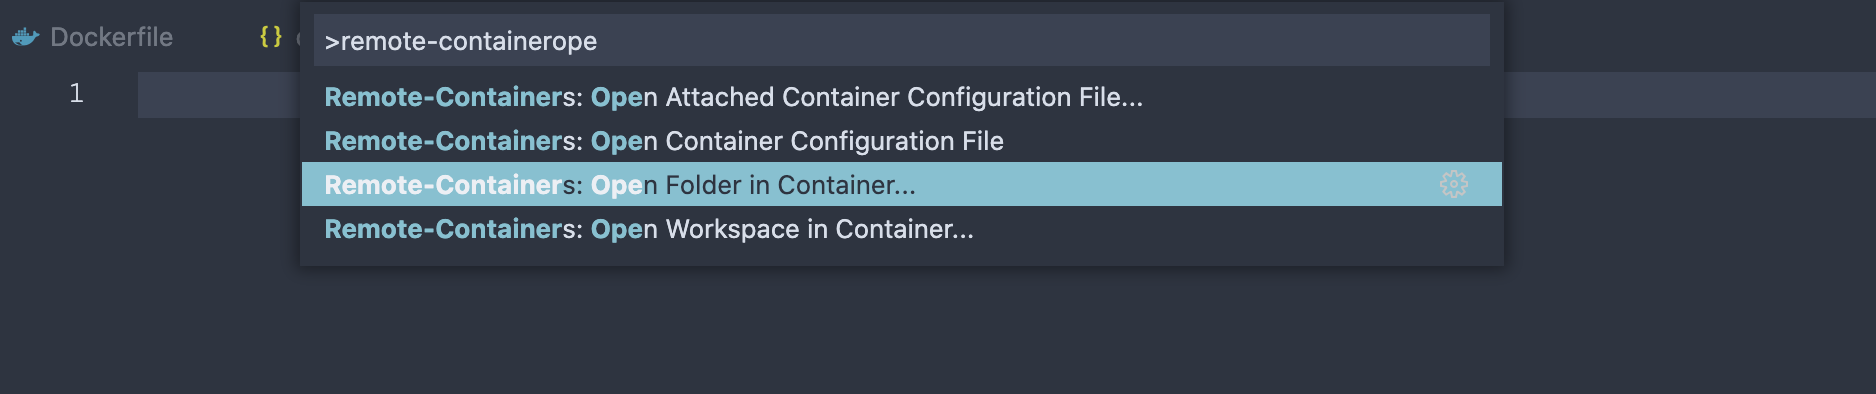 Dockerfile {}
>remote-containerope
1
Remote-Containers: Open Attached Container Configuration File...
Remote-Containers: Open Container Configuration File
Remote-Containers: Open Folder in Container...
Remote-Containers: Open Workspace in Container...